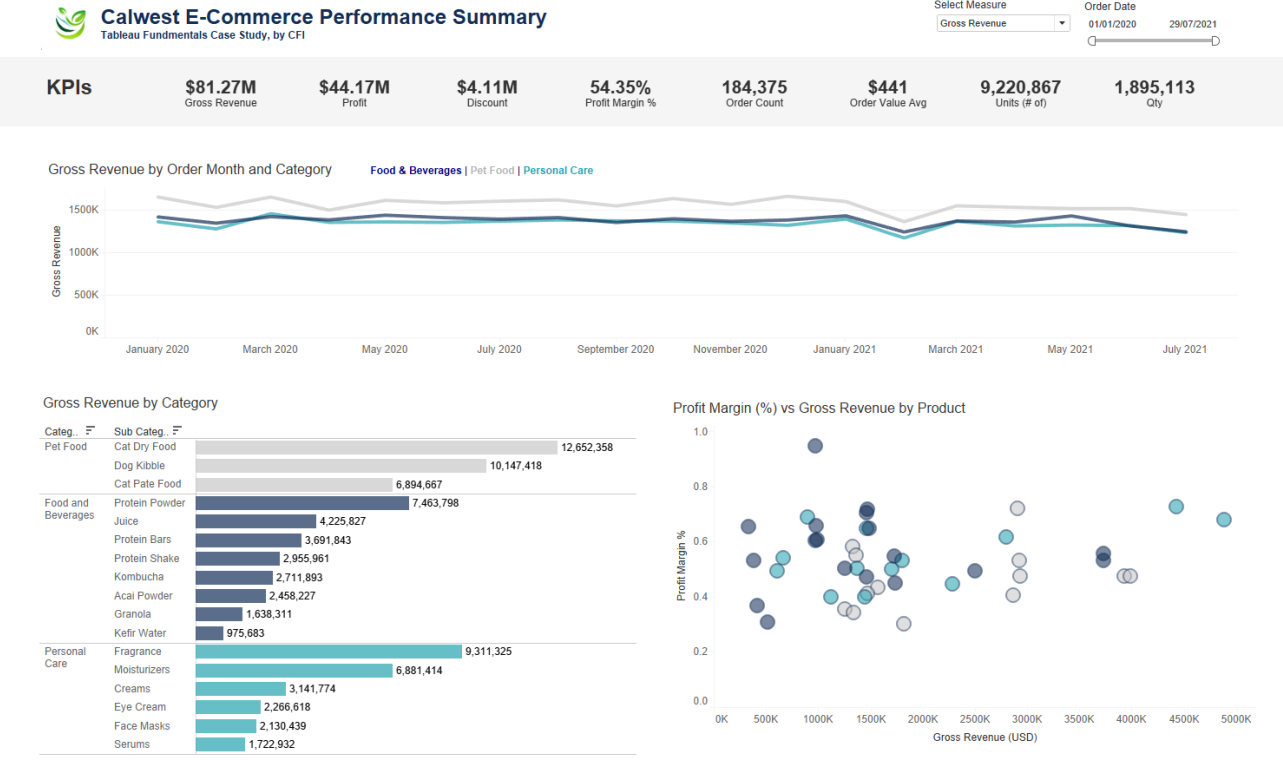 Calwest E-Commerce Performance Summary
Tableau Fundmentals Case Study, by CFI
Select Measure
Gross Revenue
Order Date
01/01/2020 29/07/2021
KPIs
$81.27M $44.17M $4.11M 54.35% 184,375 $441 9,220,867 1,895,113
Gross Revenue Profit Discount Profit Margin % Order Count Order Value Avg Units (# of) Qty
Gross Revenue by Order Month and Category
Food & Beverages | Pet Food | Personal Care
Gross Revenue
1500K
1000K
500K
0K
January 2020 March 2020 May 2020 July 2020 September 2020 November 2020 January 2021 March 2021 May 2021 July 2021
Gross Revenue by Category
Categ.. Sub Categ..
Pet Food Cat Dry Food 12,652,358
Dog Kibble 10,147,418
Cat Pate Food 6,894,667
Food and Protein Powder 7,463,798
Beverages Juice 4,225,827
Protein Bars 3,691,843
Protein Shake 2,955,961
Kombucha 2,711,893
Acai Powder 2,458,227
Granola 1,638,311
Kefir Water 975,683
Personal Fragrance 9,311,325
Care Moisturizers 6,881,414
Creams 3,141,774
Eye Cream 2,266,618
Face Masks 2,130,439
Serums 1,722,932
Profit Margin (%) vs Gross Revenue by Product
Profit Margin %
1.0
0.8
0.6
0.4
0.2
0.0
0K 500K 1000K 1500K 2000K 2500K 3000K 3500K 4000K 4500K 5000K
Gross Revenue (USD)